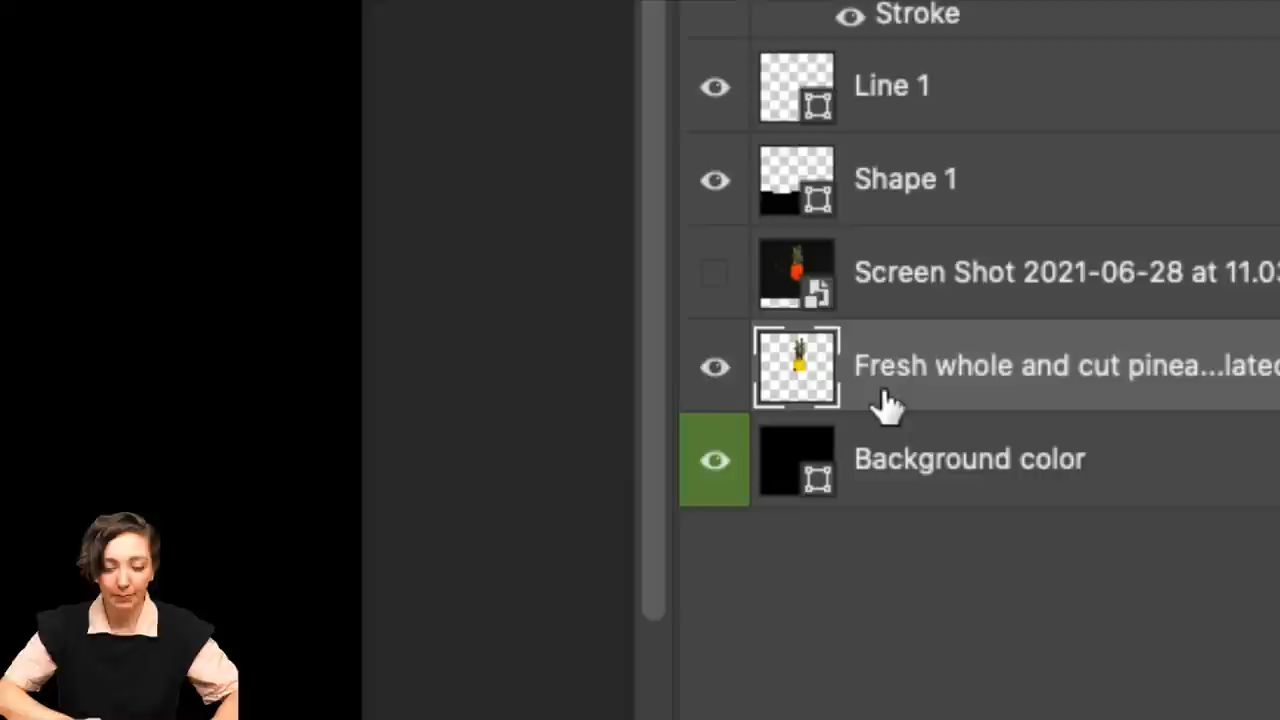 Stroke
Line 1
Shape 1
Screen Shot 2021-06-28 at 11.03
Fresh whole and cut pinea...lated
Background color